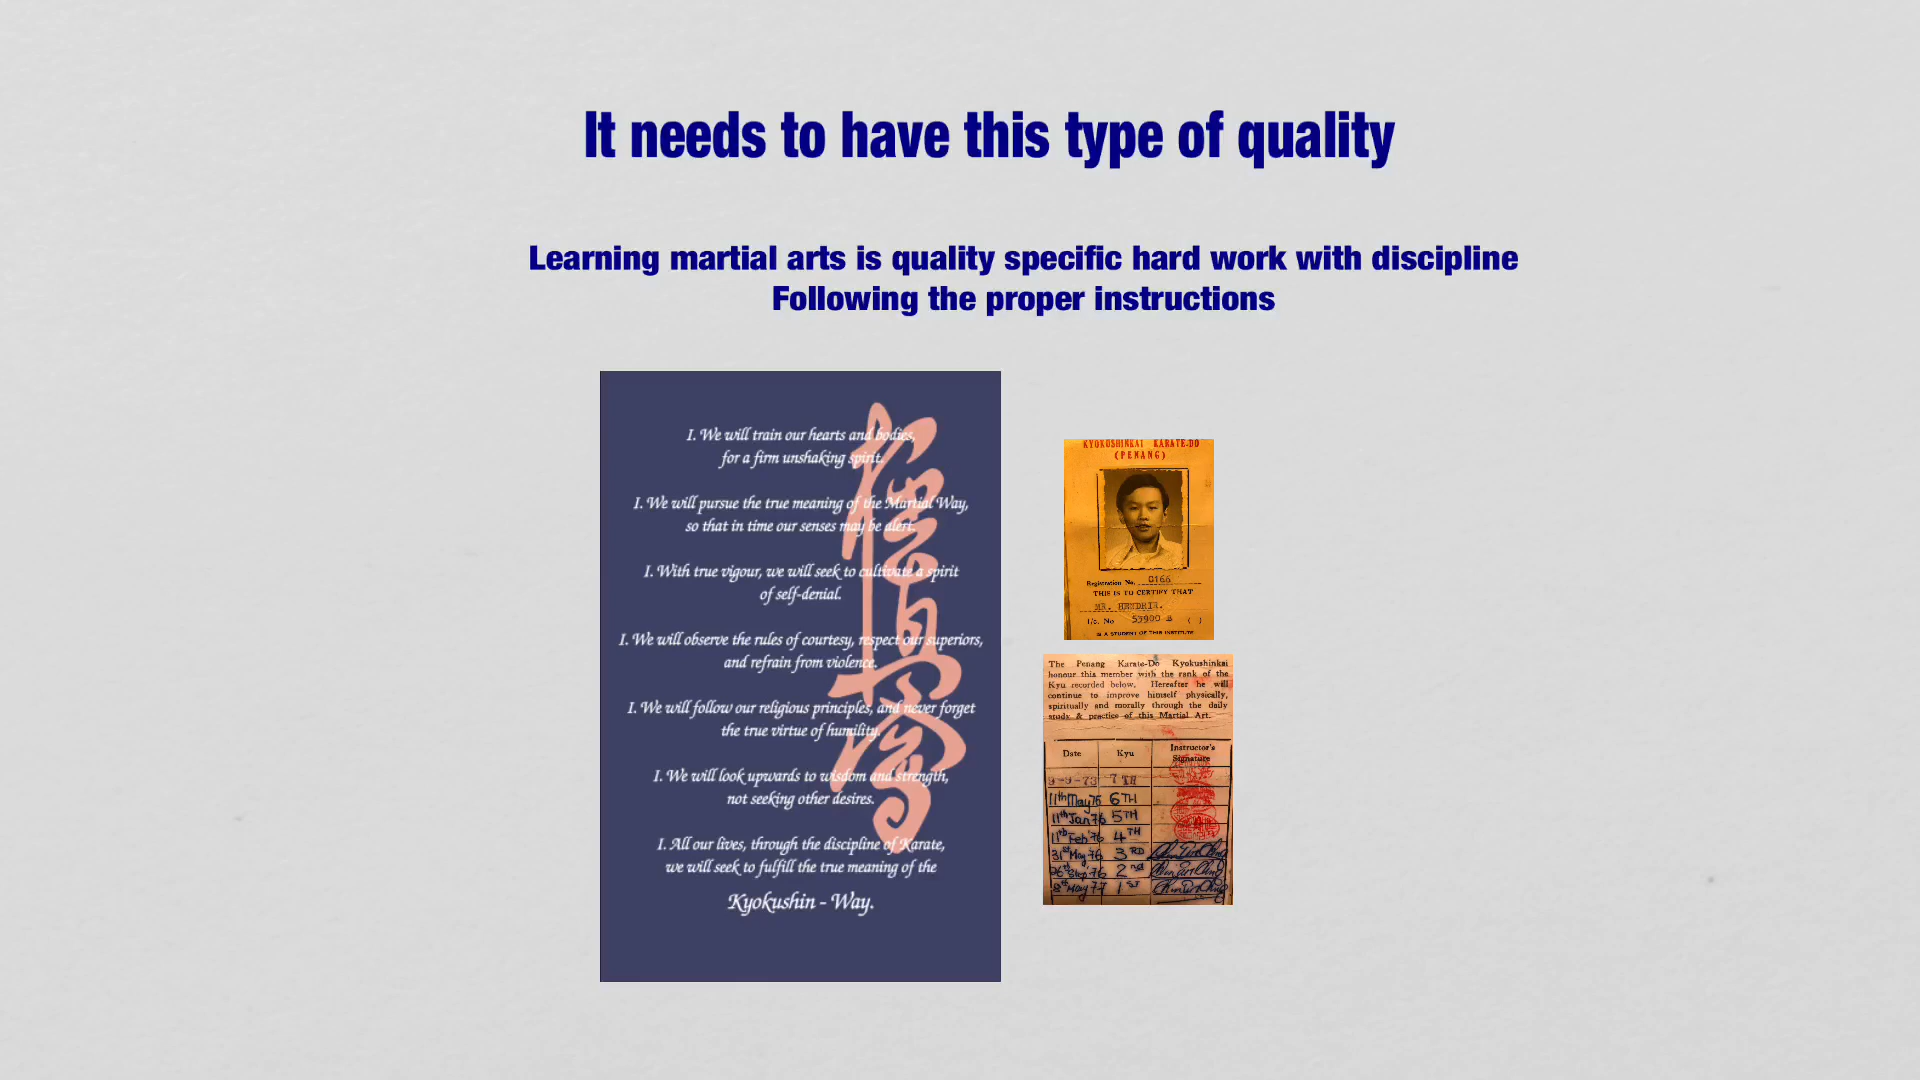 It needs to have this type of quality
Learning martial arts is quality specific hard work with discipline
Following the proper instructions
I. We will train our hearts and bodies,
for a firm unshaking spirit.
I. We will pursue the true meaning of the Martial Way,
so that in time our senses may be alert.
I. With true vigour, we will seek to cultivate a spirit
of self-denial.
I. We will observe the rules of courtesy, respect our superiors,
and refrain from violence.
I. We will follow our religious principles, and never forget
the true virtue of humility.
I. We will look upwards to wisdom and strength,
not seeking other desires.
I. All our lives, through the discipline of Karate,
we will seek to fulfill the true meaning of the
Kyokushin - Way.
KYOKUSHINKAI KARATE-DO
(PENANG)
Registration No. 0166
THIS IS TO CERTIFY THAT
MR. HENDRIK.
I/c. No 53900 B ( )
IS A STUDENT OF THIS INSTITUTE
The Penang Karate-Do Kyokushinkai
honour this member with the rank of the
Kyu recorded below. Hereafter he will
continue to improve himself physically,
spiritually and morally through the daily
study & practice of this Martial Art.
Date Kyu Instructor's
Signature
7TH
11th May 76 6TH
11th Jan 76 5TH
11th Feb '76 4TH
31st May 76 3RD
26th Sep '76 2nd
8th May 77 1ST